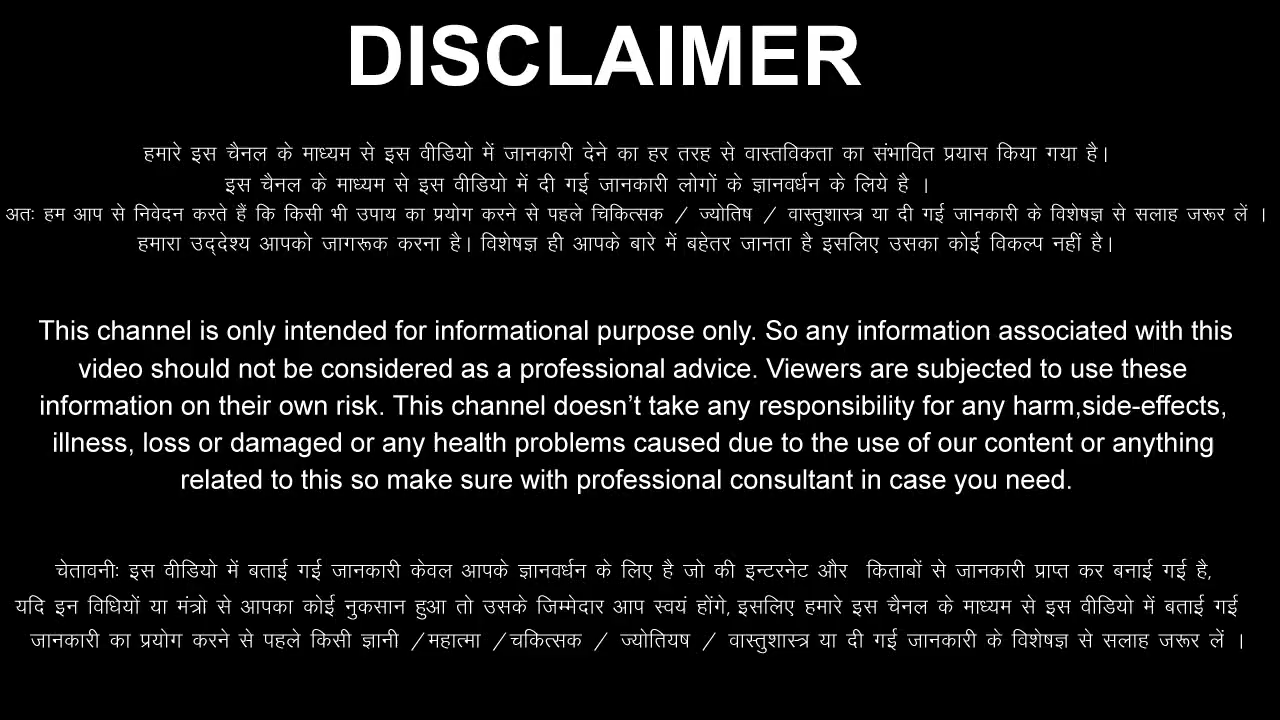 DISCLAIMER
हमारे इस चैनल के माध्यम से इस वीडियो में जानकारी देने का हर तरह से वास्तविकता का संभावित प्रयास किया गया है।
इस चैनल के माध्यम से इस वीडियो में दी गई जानकारी लोगों के ज्ञानवर्धन के लिये है ।
अतः हम आप से निवेदन करते हैं कि किसी भी उपाय का प्रयोग करने से पहले चिकित्सक / ज्योतिष / वास्तुशास्त्र या दी गई जानकारी के विशेषज्ञ से सलाह जरूर लें ।
हमारा उद्देश्य आपको जागरूक करना है। विशेषज्ञ ही आपके बारे में बहेतर जानता है इसलिए उसका कोई विकल्प नहीं है।
This channel is only intended for informational purpose only. So any information associated with this
video should not be considered as a professional advice. Viewers are subjected to use these
information on their own risk. This channel doesn’t take any responsibility for any harm,side-effects,
illness, loss or damaged or any health problems caused due to the use of our content or anything
related to this so make sure with professional consultant in case you need.
चेतावनीः इस वीडियो में बताई गई जानकारी केवल आपके ज्ञानवर्धन के लिए है जो की इन्टरनेट और किताबों से जानकारी प्राप्त कर बनाई गई है,
यदि इन विधियों या मंत्रो से आपका कोई नुकसान हुआ तो उसके जिम्मेदार आप स्वयं होंगे, इसलिए हमारे इस चैनल के माध्यम से इस वीडियो में बताई गई
जानकारी का प्रयोग करने से पहले किसी ज्ञानी /महात्मा /चकित्सक / ज्योतियष / वास्तुशास्त्र या दी गई जानकारी के विशेषज्ञ से सलाह जरूर लें ।